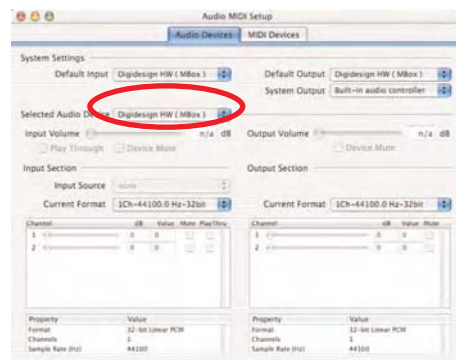 Audio MIDI Setup
Audio Devices MIDI Devices
System Settings
Default Input Digidesign HW ( MBox ) Default Output Digidesign HW ( MBox )
System Output Built-in audio controller
Selected Audio Device Digidesign HW ( MBox )
Input Volume n/a dB Output Volume n/a dB
Play Through Device Mute Device Mute
Input Section Output Section
Input Source none
Current Format 1Ch-44100.0 Hz-32bit Current Format 1Ch-44100.0 Hz-32bit
Channel dB Value Mute PlayThru Channel dB Value Mute
1 0 0 1 0 0
2 0 0 2 0 0
Property Value Property Value
Format 32-bit Linear PCM Format 32-bit Linear PCM
Channels 1 Channels 1
Sample Rate (Hz) 44100 Sample Rate (Hz) 44100